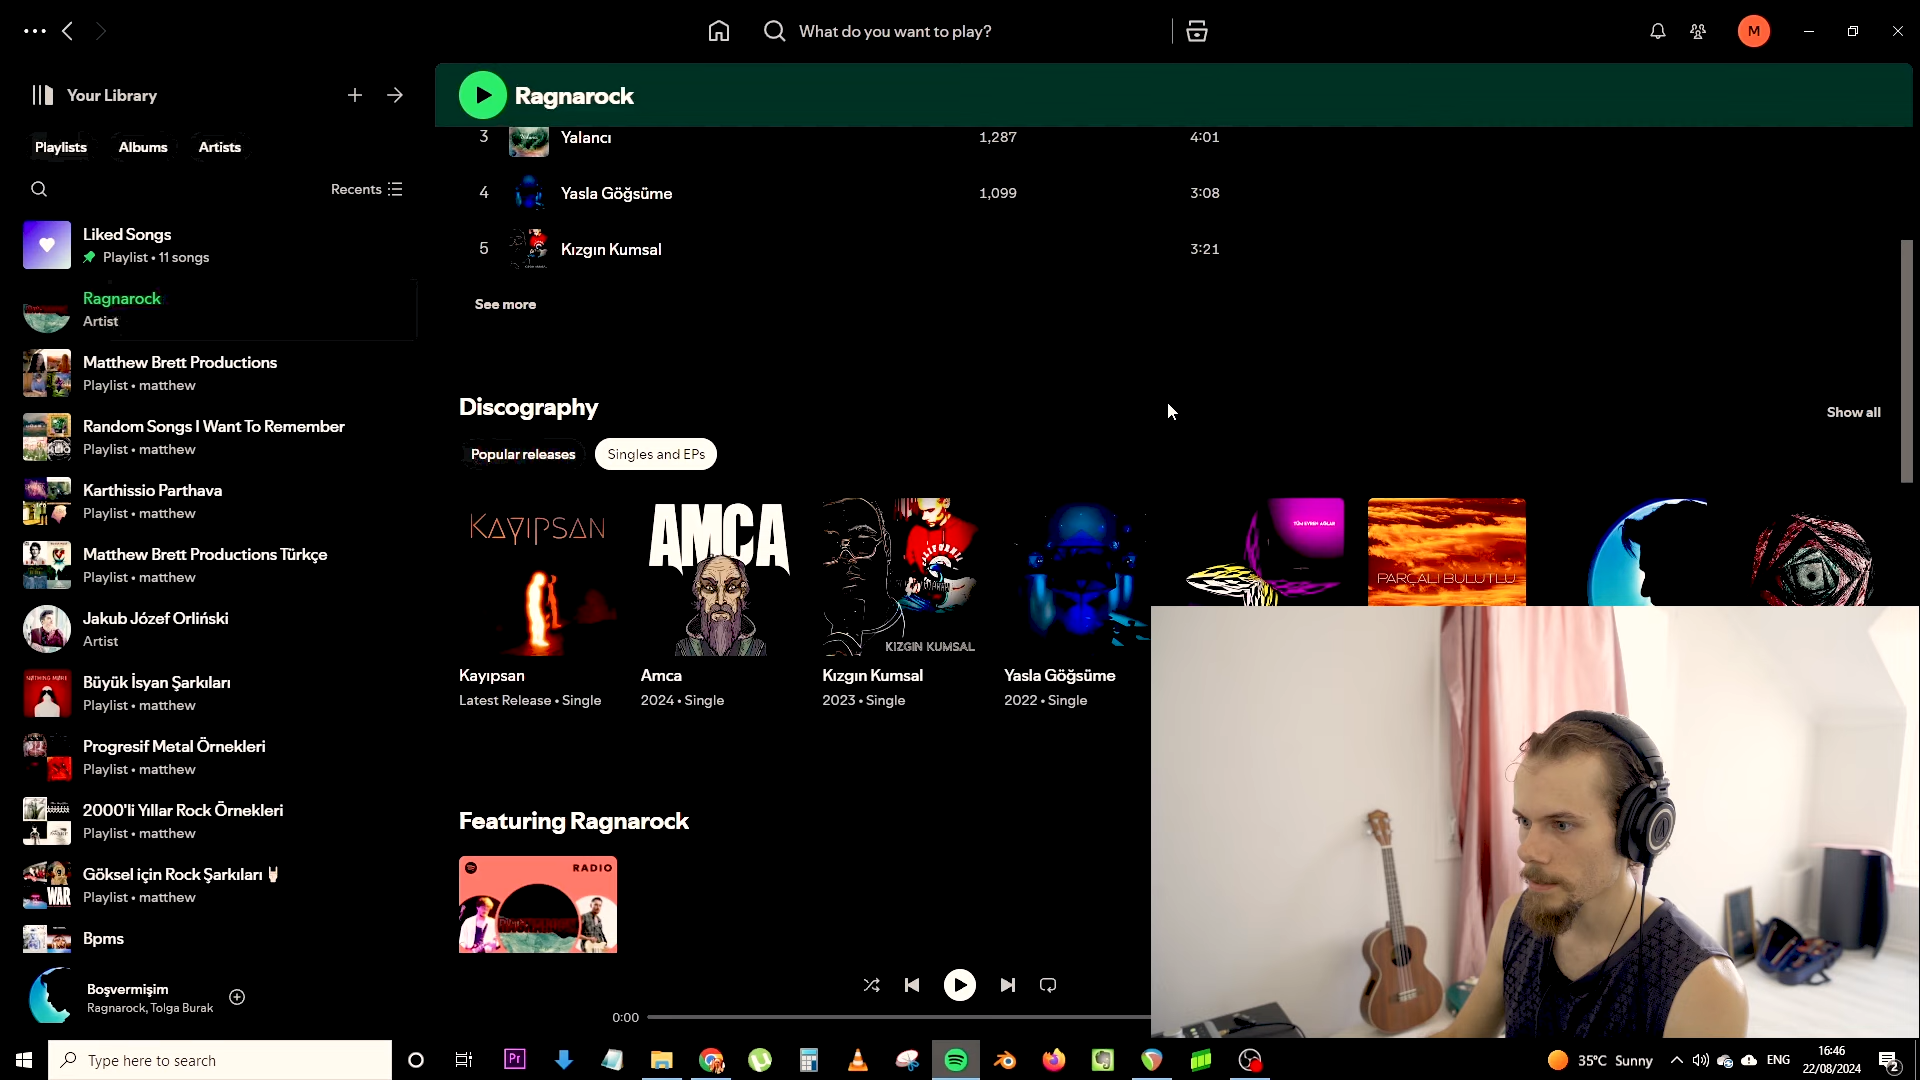 What do you want to play?
M
Your Library
Playlists
Albums
Artists
Recents
Liked Songs
Playlist • 11 songs
Ragnarock
Artist
Matthew Brett Productions
Playlist • matthew
Random Songs I Want To Remember
Playlist • matthew
Karthissio Parthava
Playlist • matthew
Matthew Brett Productions Türkçe
Playlist • matthew
Jakub Józef Orliński
Artist
Büyük İsyan Şarkıları
Playlist • matthew
Progresif Metal Örnekleri
Playlist • matthew
2000'li Yıllar Rock Örnekleri
Playlist • matthew
Göksel için Rock Şarkıları 🤘🏻
Playlist • matthew
Bpms
Boşvermişim
Ragnarock, Tolga Burak
Ragnarock
3 Yalancı 1,287 4:01
4 Yasla Göğsüme 1,099 3:08
5 Kızgın Kumsal 3:21
See more
Discography
Show all
Popular releases
Singles and EPs
KAYIPSAN
AMCA
KIZGIN KUMSAL
TÜM EVREN AĞLAR
PARÇALI BULUTLU
Kayıpsan
Latest Release • Single
Amca
2024 • Single
Kızgın Kumsal
2023 • Single
Yasla Göğsüme
2022 • Single
Featuring Ragnarock
RADIO
0:00
Type here to search
Pr
35°C Sunny
ENG
16:46
22/08/2024
2